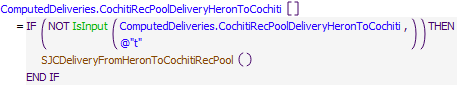 ComputedDeliveries.CochitiRecPoolDeliveryHeronToCochiti []
= IF ( NOT IsInput ( ComputedDeliveries.CochitiRecPoolDeliveryHeronToCochiti , ) ) THEN
@"t"
SJCDeliveryFromHeronToCochitiRecPool ()
END IF